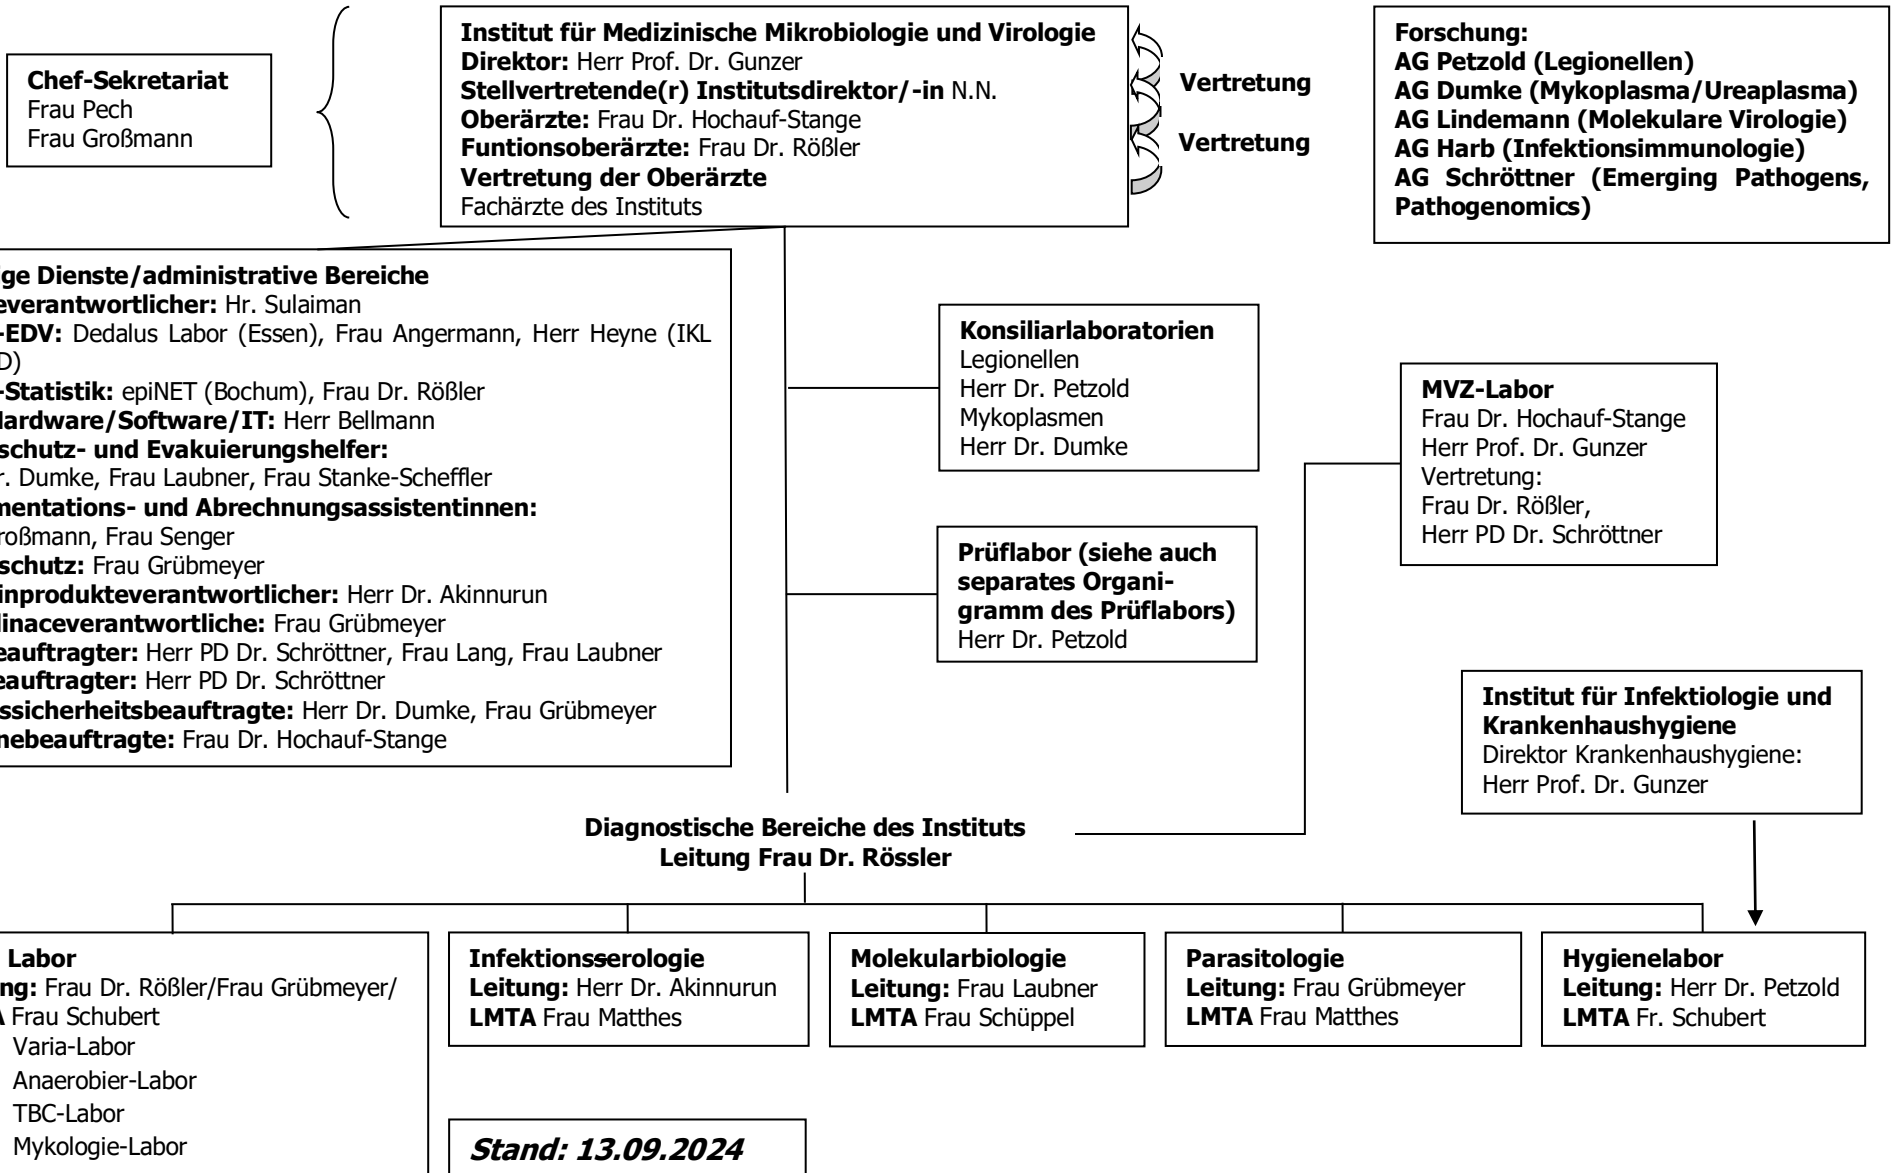 Chef-Sekretariat
Frau Pech
Frau Großmann
Institut für Medizinische Mikrobiologie und Virologie
Direktor: Herr Prof. Dr. Gunzer
Stellvertretende(r) Institutsdirektor/-in N.N.
Oberärzte: Frau Dr. Hochauf-Stange
Funtionsoberärzte: Frau Dr. Rößler
Vertretung der Oberärzte
Fachärzte des Instituts
Vertretung
Vertretung
Forschung:
AG Petzold (Legionellen)
AG Dumke (Mykoplasma/Ureaplasma)
AG Lindemann (Molekulare Virologie)
AG Harb (Infektionsimmunologie)
AG Schröttner (Emerging Pathogens,
Pathogenomics)
ge Dienste/administrative Bereiche
everantwortlicher: Hr. Sulaiman
-EDV: Dedalus Labor (Essen), Frau Angermann, Herr Heyne (IKL
D)
-Statistik: epiNET (Bochum), Frau Dr. Rößler
Hardware/Software/IT: Herr Bellmann
schutz- und Evakuierungshelfer:
r. Dumke, Frau Laubner, Frau Stanke-Scheffler
mentations- und Abrechnungsassistentinnen:
roßmann, Frau Senger
schutz: Frau Grübmeyer
inprodukteverantwortlicher: Herr Dr. Akinnurun
linaceverantwortliche: Frau Grübmeyer
eauftragter: Herr PD Dr. Schröttner, Frau Lang, Frau Laubner
eauftragter: Herr PD Dr. Schröttner
ssicherheitsbeauftragte: Herr Dr. Dumke, Frau Grübmeyer
nebeauftragte: Frau Dr. Hochauf-Stange
Konsiliarlaboratorien
Legionellen
Herr Dr. Petzold
Mykoplasmen
Herr Dr. Dumke
Prüflabor (siehe auch
separates Organi-
gramm des Prüflabors)
Herr Dr. Petzold
MVZ-Labor
Frau Dr. Hochauf-Stange
Herr Prof. Dr. Gunzer
Vertretung:
Frau Dr. Rößler,
Herr PD Dr. Schröttner
Institut für Infektiologie und
Krankenhaushygiene
Direktor Krankenhaushygiene:
Herr Prof. Dr. Gunzer
Diagnostische Bereiche des Instituts
Leitung Frau Dr. Rössler
Labor
ng: Frau Dr. Rößler/Frau Grübmeyer/
A Frau Schubert
Varia-Labor
Anaerobier-Labor
TBC-Labor
Mykologie-Labor
Infektionsserologie
Leitung: Herr Dr. Akinnurun
LMTA Frau Matthes
Molekularbiologie
Leitung: Frau Laubner
LMTA Frau Schüppel
Parasitologie
Leitung: Frau Grübmeyer
LMTA Frau Matthes
Hygienelabor
Leitung: Herr Dr. Petzold
LMTA Fr. Schubert
Stand: 13.09.2024